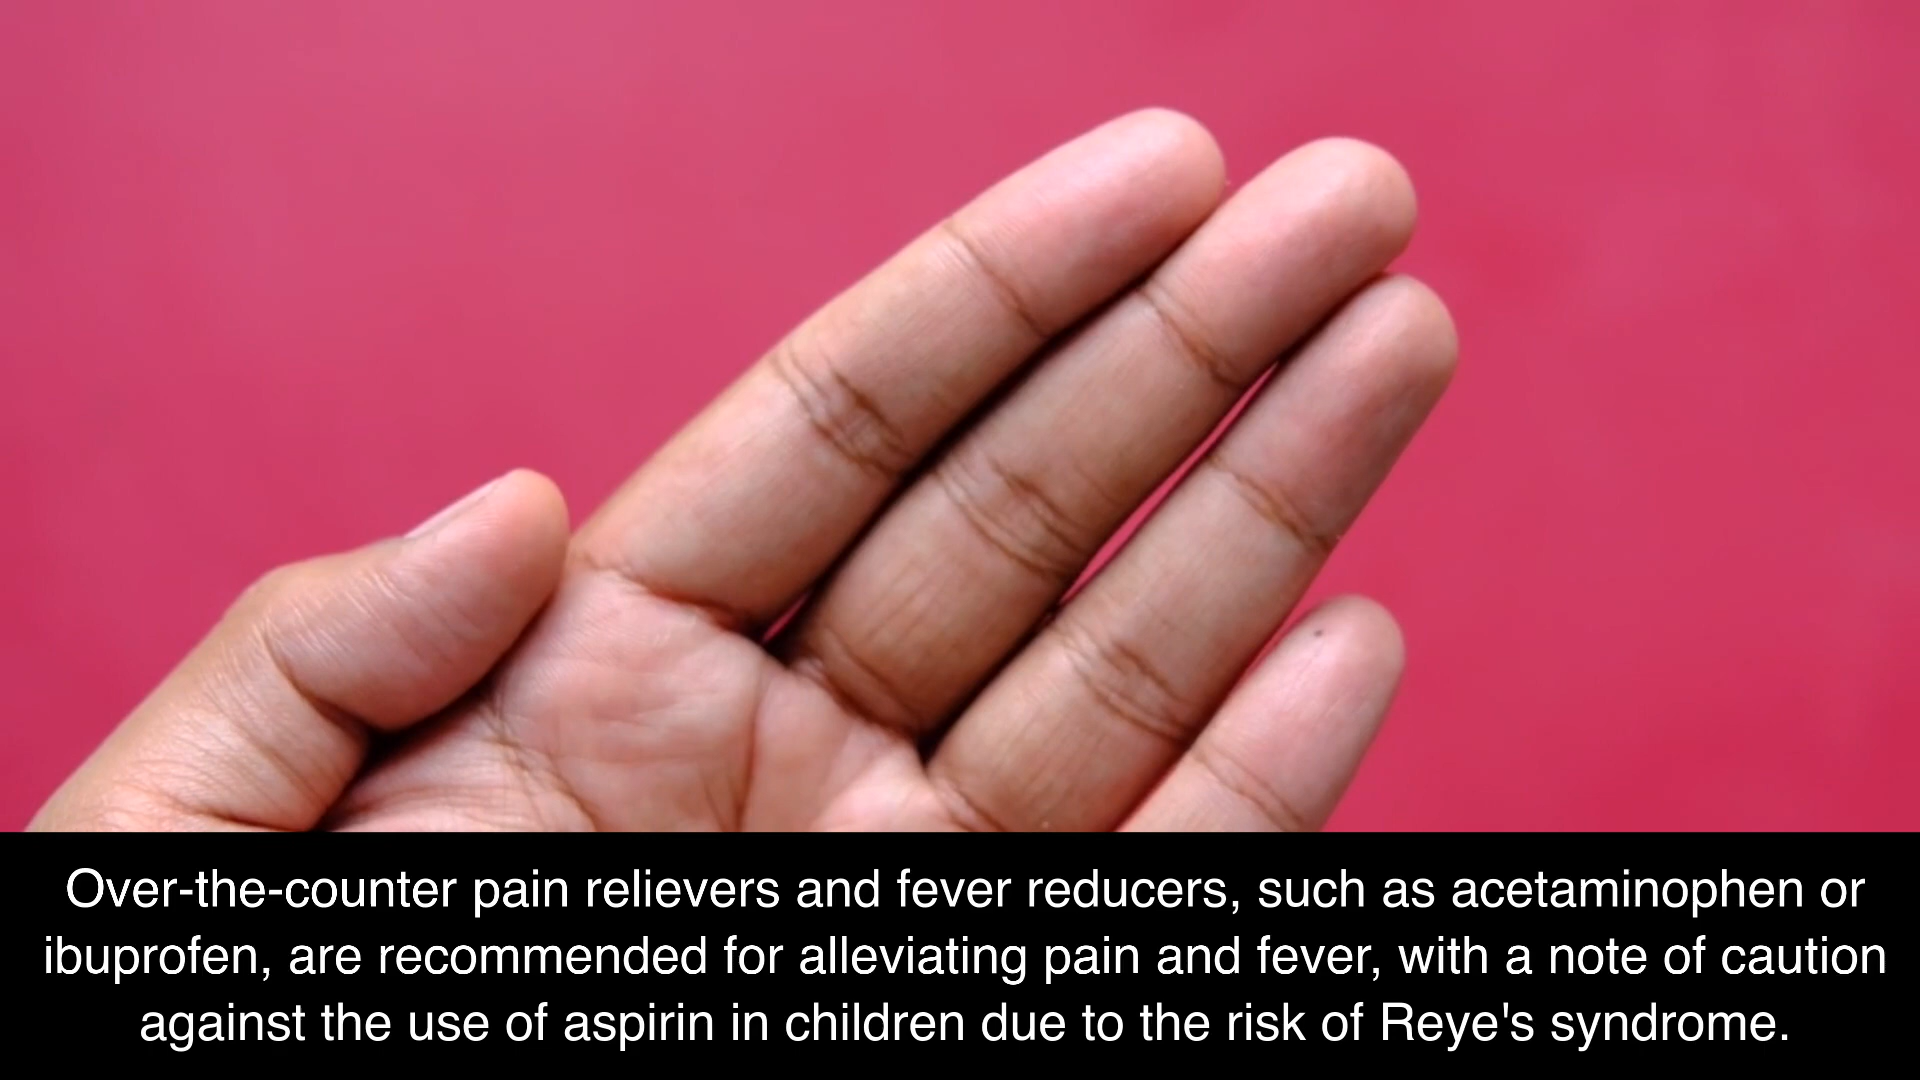 Over-the-counter pain relievers and fever reducers, such as acetaminophen or
ibuprofen, are recommended for alleviating pain and fever, with a note of caution
against the use of aspirin in children due to the risk of Reye's syndrome.